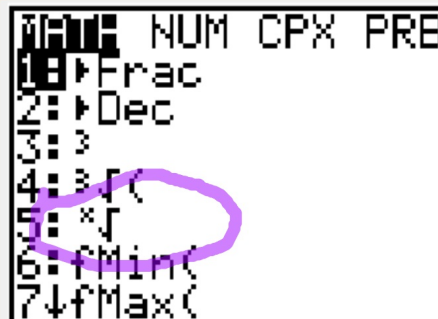 MATH NUM CPX PRB
1:▸Frac
2:▸Dec
3:³
4:³√(
5:ˣ√
6:fMin(
7↓fMax(